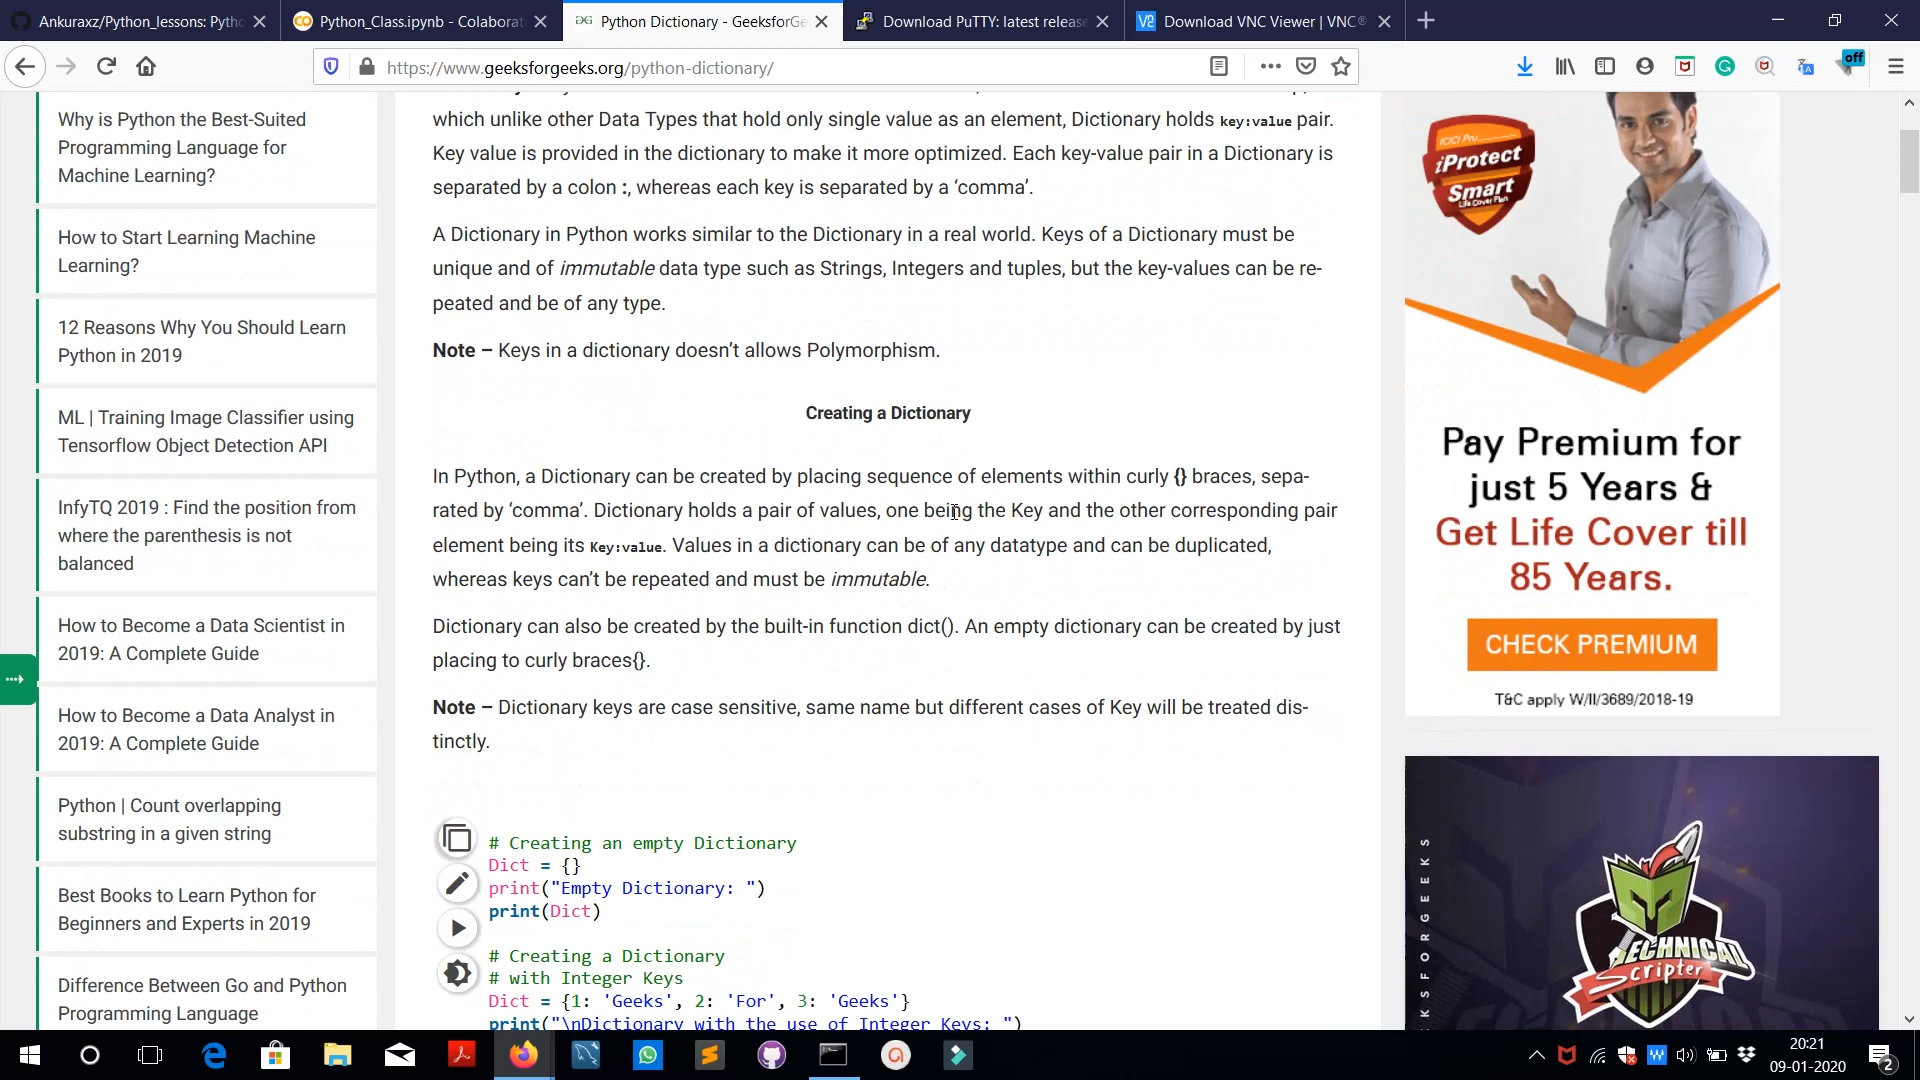 Ankuraxz/Python_lessons: Pytho
Python_Class.ipynb - Colaborat
Python Dictionary - GeeksforGe
Download PuTTY: latest release
Download VNC Viewer | VNC®
https://www.geeksforgeeks.org/python-dictionary/
off
Why is Python the Best-Suited
Programming Language for
Machine Learning?
How to Start Learning Machine
Learning?
12 Reasons Why You Should Learn
Python in 2019
ML | Training Image Classifier using
Tensorflow Object Detection API
InfyTQ 2019 : Find the position from
where the parenthesis is not
balanced
How to Become a Data Scientist in
2019: A Complete Guide
How to Become a Data Analyst in
2019: A Complete Guide
Python | Count overlapping
substring in a given string
Best Books to Learn Python for
Beginners and Experts in 2019
Difference Between Go and Python
Programming Language
which unlike other Data Types that hold only single value as an element, Dictionary holds key:value pair.
Key value is provided in the dictionary to make it more optimized. Each key-value pair in a Dictionary is
separated by a colon :, whereas each key is separated by a ‘comma’.
A Dictionary in Python works similar to the Dictionary in a real world. Keys of a Dictionary must be
unique and of immutable data type such as Strings, Integers and tuples, but the key-values can be re-
peated and be of any type.
Note – Keys in a dictionary doesn’t allows Polymorphism.
Creating a Dictionary
In Python, a Dictionary can be created by placing sequence of elements within curly {} braces, sepa-
rated by ‘comma’. Dictionary holds a pair of values, one being the Key and the other corresponding pair
element being its Key:value. Values in a dictionary can be of any datatype and can be duplicated,
whereas keys can’t be repeated and must be immutable.
Dictionary can also be created by the built-in function dict(). An empty dictionary can be created by just
placing to curly braces{}.
Note – Dictionary keys are case sensitive, same name but different cases of Key will be treated dis-
tinctly.
# Creating an empty Dictionary
Dict = {}
print("Empty Dictionary: ")
print(Dict)
# Creating a Dictionary
# with Integer Keys
Dict = {1: 'Geeks', 2: 'For', 3: 'Geeks'}
print("\nDictionary with the use of Integer Keys: ")
ICICI Pru
iProtect
Smart
Life Cover Plan
Pay Premium for
just 5 Years &
Get Life Cover till
85 Years.
CHECK PREMIUM
T&C apply W/II/3689/2018-19
KSFORGEEKS
TECHNICAL
Scripter
20:21
09-01-2020
2